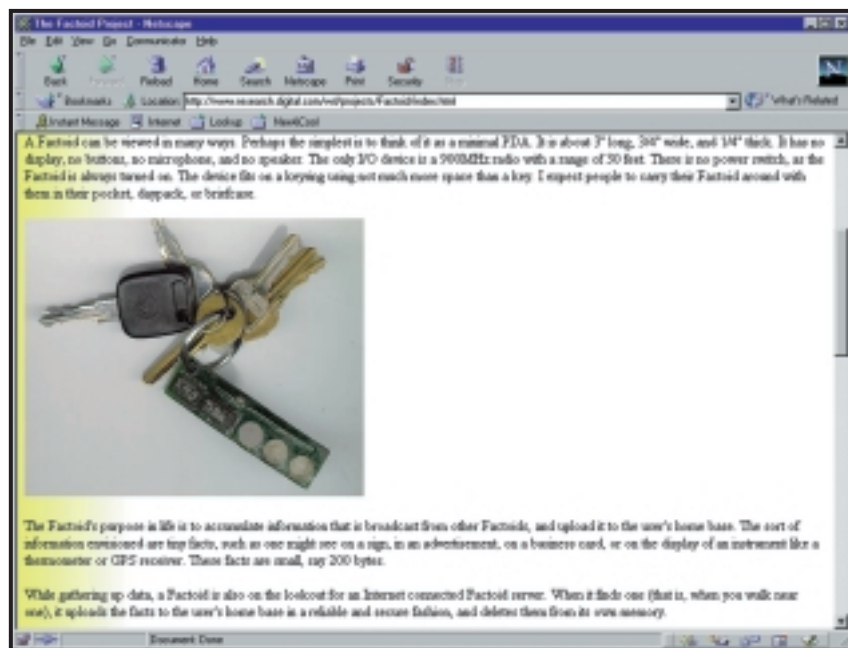 The Factoid Project - Netscape
File Edit View Go Communicator Help
Back Reload Home Search Netscape Print Security
Bookmarks Location: http://www.research.digital.com/wrl/projects/Factoid/index.html What's Related
Instant Message Internet Lookup New&Cool
A Factoid can be viewed in many ways. Perhaps the simplest is to think of it as a minimal PDA. It is about 3" long, 3/4" wide, and 1/4" thick. It has no
display, no buttons, no microphone, and no speaker. The only I/O device is a 900MHz radio with a range of 30 feet. There is no power switch, as the
Factoid is always turned on. The device fits on a keyring using not much more space than a key. I expect people to carry their Factoid around with
them in their pocket, daypack, or briefcase.
The Factoid's purpose in life is to accumulate information that is broadcast from other Factoids, and upload it to the user's home base. The sort of
information envisioned are tiny facts, such as one might see on a sign, in an advertisement, on a business card, or on the display of an instrument like a
thermometer or GPS receiver. These facts are small, say 200 bytes.
While gathering up data, a Factoid is also on the lookout for an Internet connected Factoid server. When it finds one (that is, when you walk near
one), it uploads the facts to the user's home base in a reliable and secure fashion, and deletes them from its own memory.
Document: Done